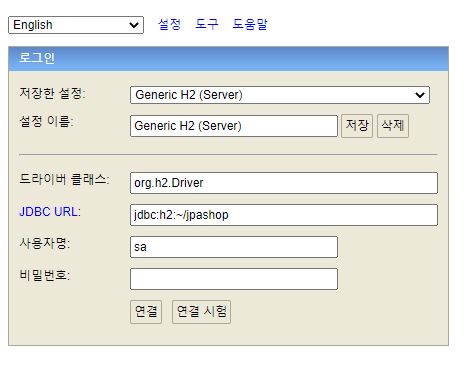 English 설정 도구 도움말
로그인
저장한 설정: Generic H2 (Server)
설정 이름: Generic H2 (Server) 저장 삭제
드라이버 클래스: org.h2.Driver
JDBC URL: jdbc:h2:~/jpashop
사용자명: sa
비밀번호:
연결 연결 시험